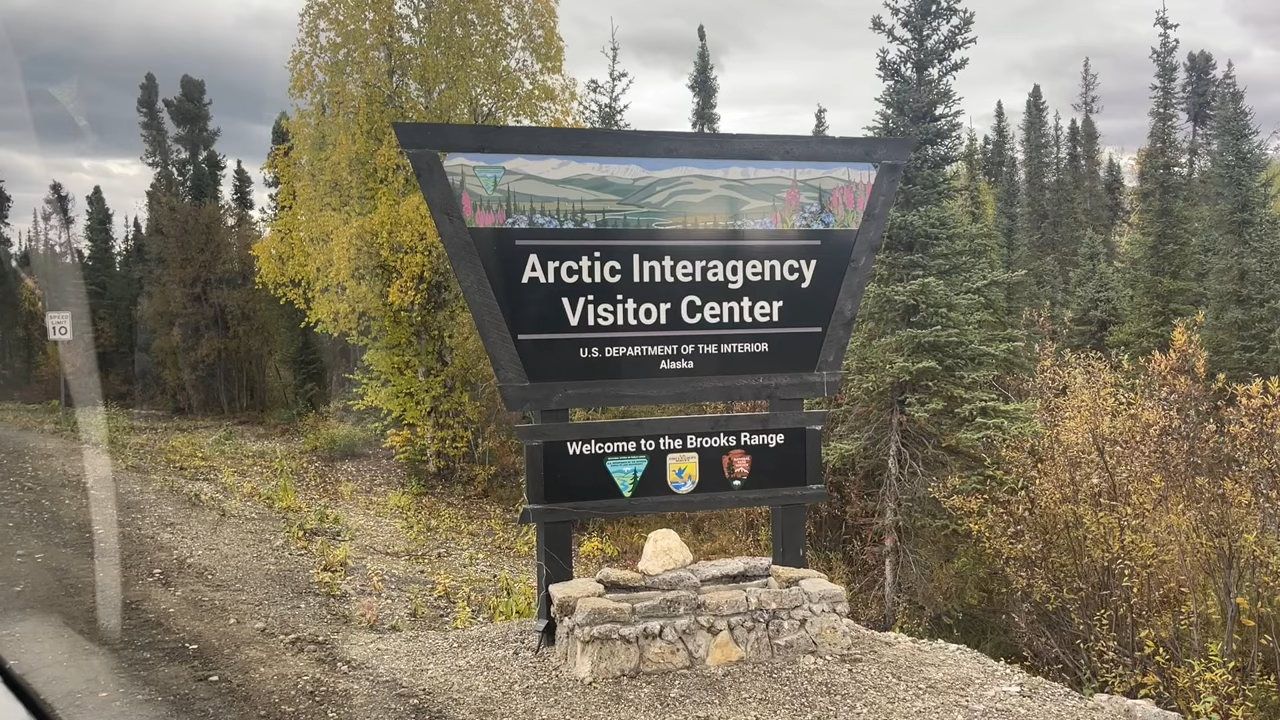 Arctic Interagency
Visitor Center
U.S. DEPARTMENT OF THE INTERIOR
Alaska
Welcome to the Brooks Range
SPEED
LIMIT
10